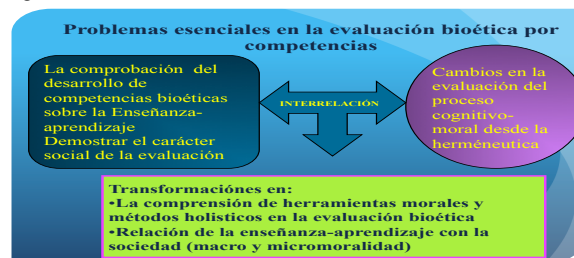 Problemas esenciales en la evaluación bioética por
competencias
La comprobación del
desarrollo de
competencias bioéticas
sobre la Enseñanza-
aprendizaje
Demostrar el carácter
social de la evaluación
INTERRELACIÓN
Cambios en la
evaluación del
proceso
cognitivo-
moral desde la
herméneutica
Transformaciónes en:
•La comprensión de herramientas morales y
métodos holisticos en la evaluación bioética
•Relación de la enseñanza-aprendizaje con la
sociedad (macro y micromoralidad)